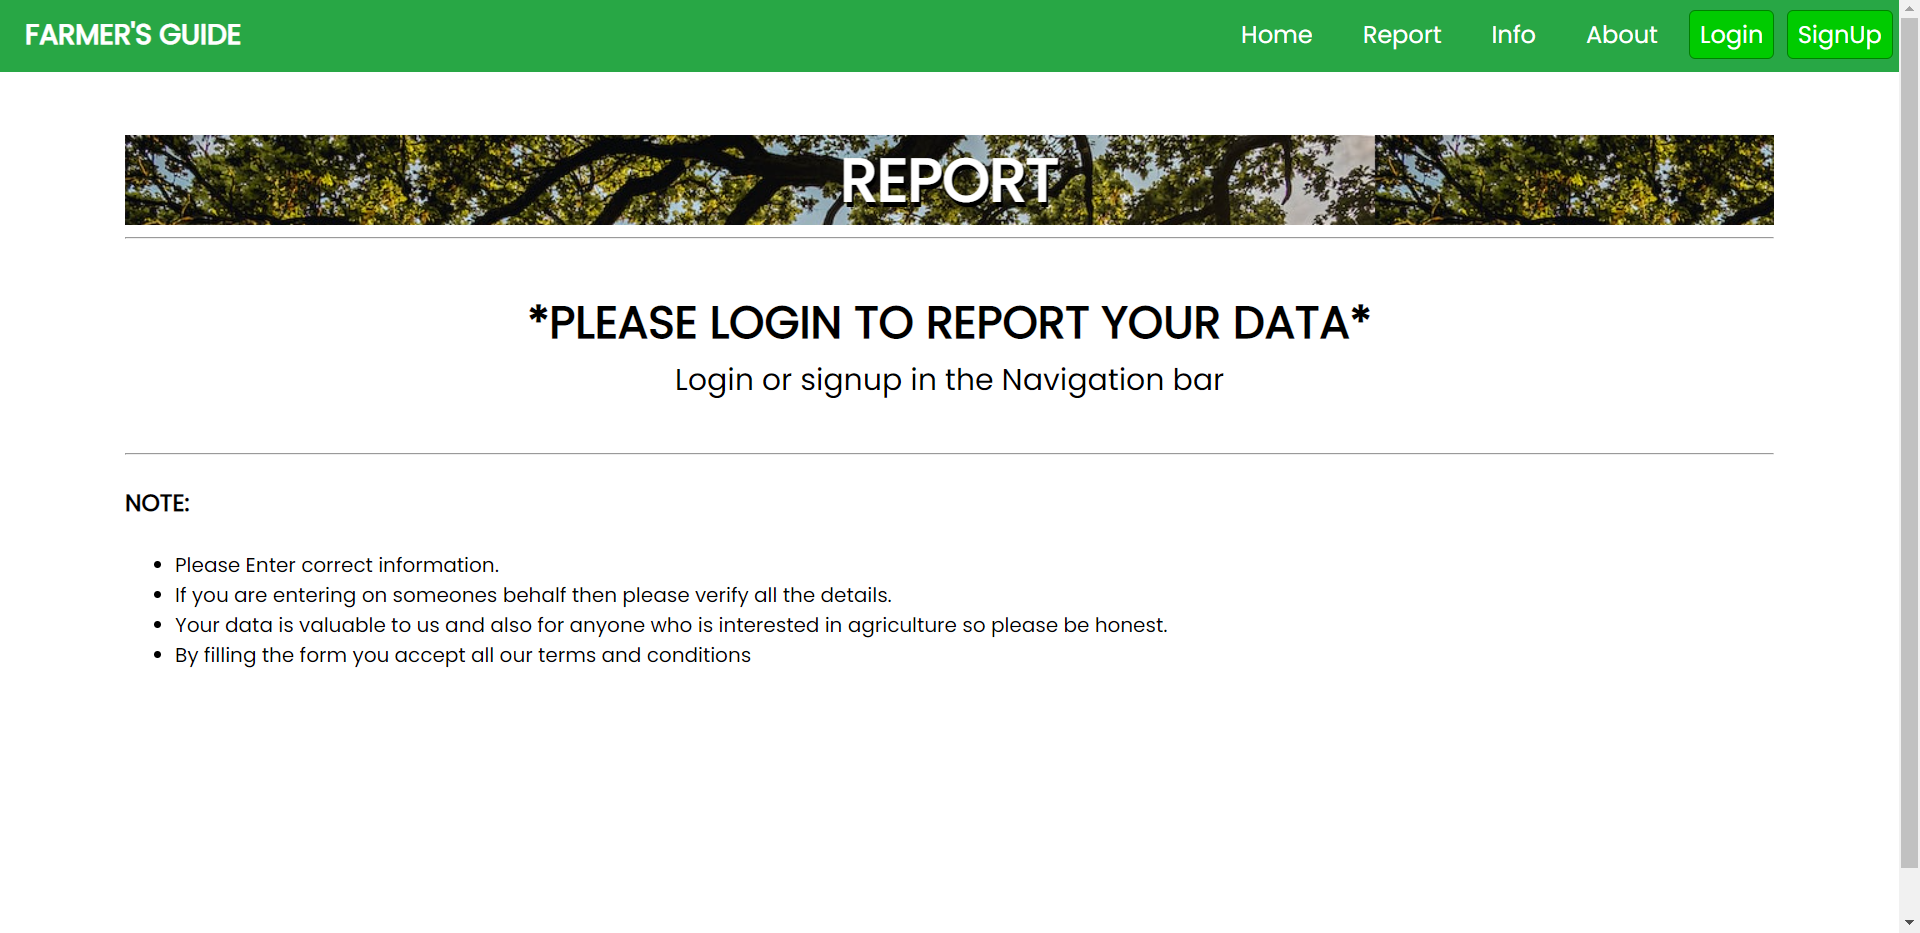 FARMER'S GUIDE
Home Report Info About Login SignUp
REPORT
*PLEASE LOGIN TO REPORT YOUR DATA*
Login or signup in the Navigation bar
NOTE:
• Please Enter correct information.
• If you are entering on someones behalf then please verify all the details.
• Your data is valuable to us and also for anyone who is interested in agriculture so please be honest.
• By filling the form you accept all our terms and conditions